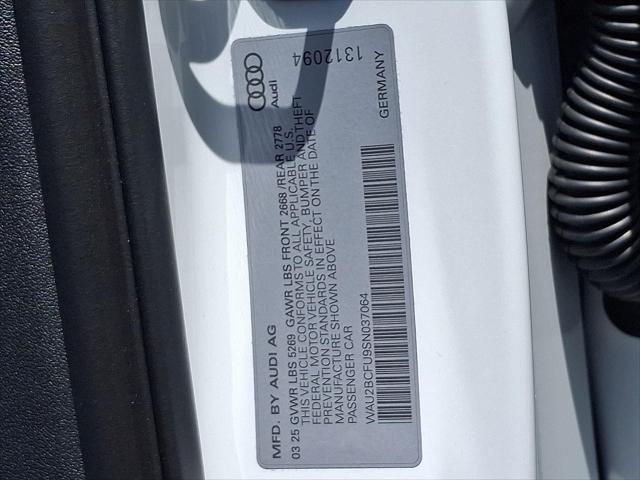 MFD. BY AUDI AG
03 25 GVWR LBS 5269 GAWR LBS FRONT 2668 /REAR 2778
THIS VEHICLE CONFORMS TO ALL APPLICABLE U.S.
FEDERAL MOTOR VEHICLE SAFETY, BUMPER AND THEFT
PREVENTION STANDARDS IN EFFECT ON THE DATE OF
MANUFACTURE SHOWN ABOVE
PASSENGER CAR
WAU2BCFU9SN037064
Audi
1312094
GERMANY